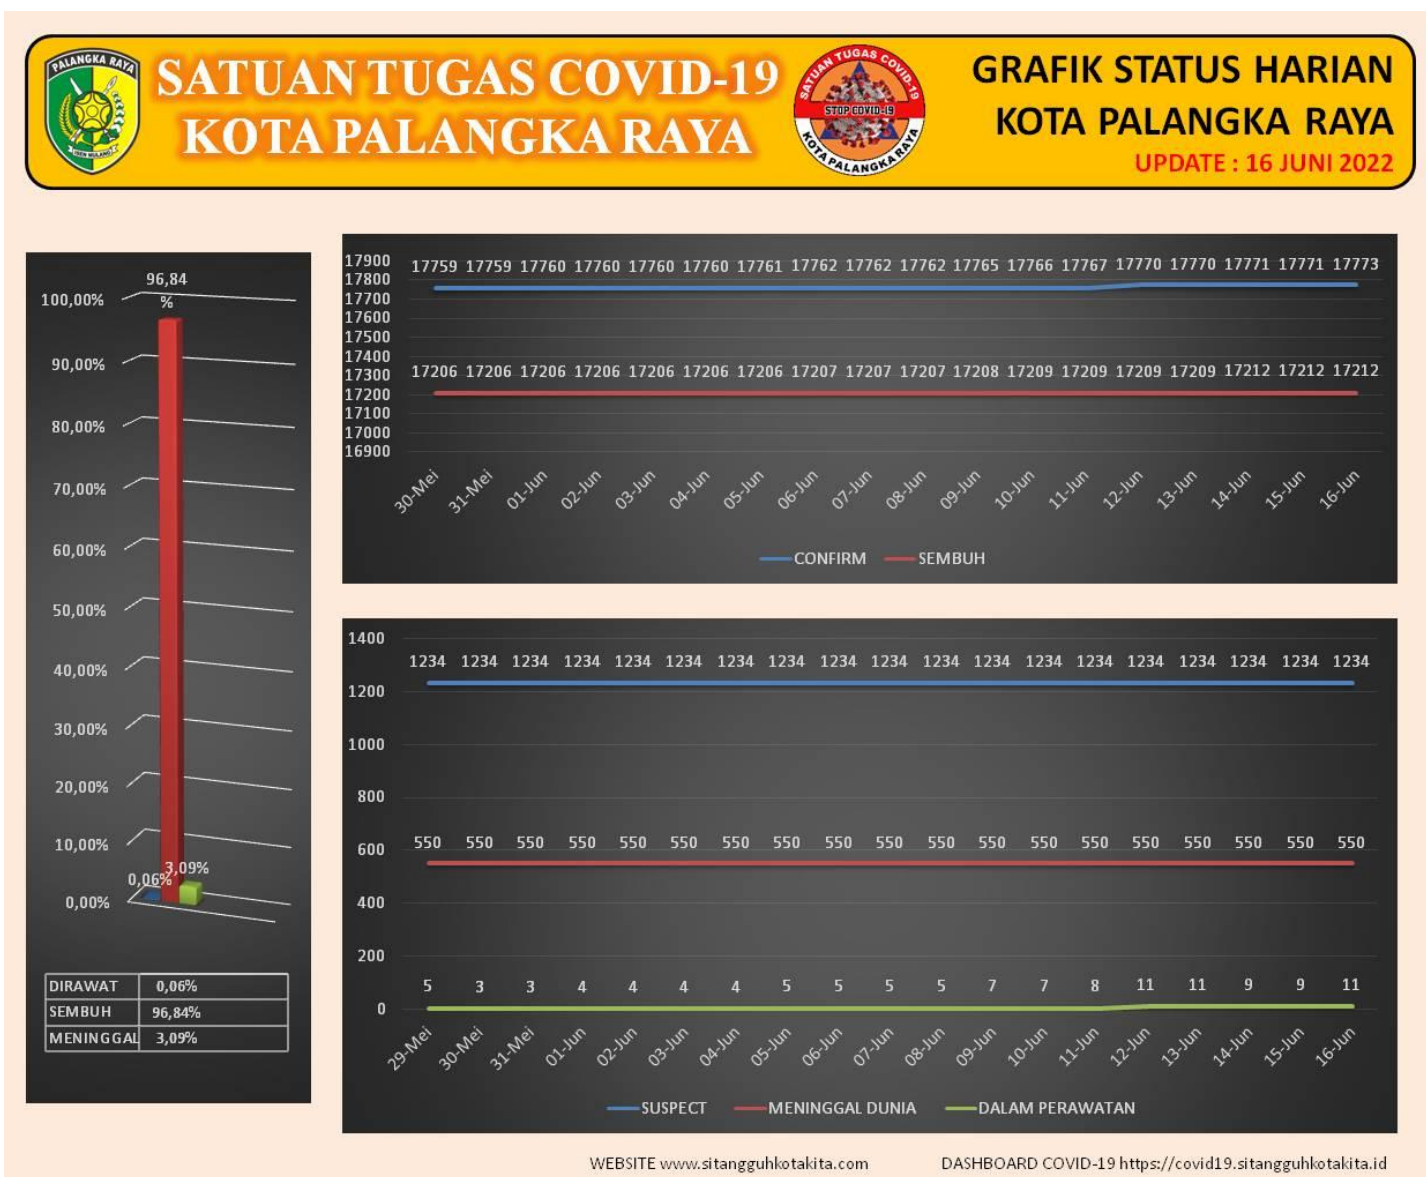 PALANGKA RAYA
ISEN MULANG
SATUAN TUGAS COVID-19
KOTA PALANGKA RAYA
SATUAN TUGAS COVID-19
STOP COVID-19
KOTA PALANGKA RAYA
GRAFIK STATUS HARIAN
KOTA PALANGKA RAYA
UPDATE : 16 JUNI 2022
96,84
%
100,00%
90,00%
80,00%
70,00%
60,00%
50,00%
40,00%
30,00%
20,00%
10,00%
0,00%
0,06%
3,09%
DIRAWAT 0,06%
SEMBUH 96,84%
MENINGGAL 3,09%
17900
17800
17700
17600
17500
17400
17300
17200
17100
17000
16900
17759 17759 17760 17760 17760 17760 17761 17762 17762 17762 17765 17766 17767 17770 17770 17771 17771 17773
17206 17206 17206 17206 17206 17206 17206 17207 17207 17207 17208 17209 17209 17209 17209 17212 17212 17212
30-Mei 31-Mei 01-Jun 02-Jun 03-Jun 04-Jun 05-Jun 06-Jun 07-Jun 08-Jun 09-Jun 10-Jun 11-Jun 12-Jun 13-Jun 14-Jun 15-Jun 16-Jun
CONFIRM SEMBUH
1400
1200
1000
800
600
400
200
0
1234 1234 1234 1234 1234 1234 1234 1234 1234 1234 1234 1234 1234 1234 1234 1234 1234 1234 1234
550 550 550 550 550 550 550 550 550 550 550 550 550 550 550 550 550 550 550
5 3 3 4 4 4 4 5 5 5 5 7 7 8 11 11 9 9 11
29-Mei 30-Mei 31-Mei 01-Jun 02-Jun 03-Jun 04-Jun 05-Jun 06-Jun 07-Jun 08-Jun 09-Jun 10-Jun 11-Jun 12-Jun 13-Jun 14-Jun 15-Jun 16-Jun
SUSPECT MENINGGAL DUNIA DALAM PERAWATAN
WEBSITE www.sitangguhkotakita.com DASHBOARD COVID-19 https://covid19.sitangguhkotakita.id